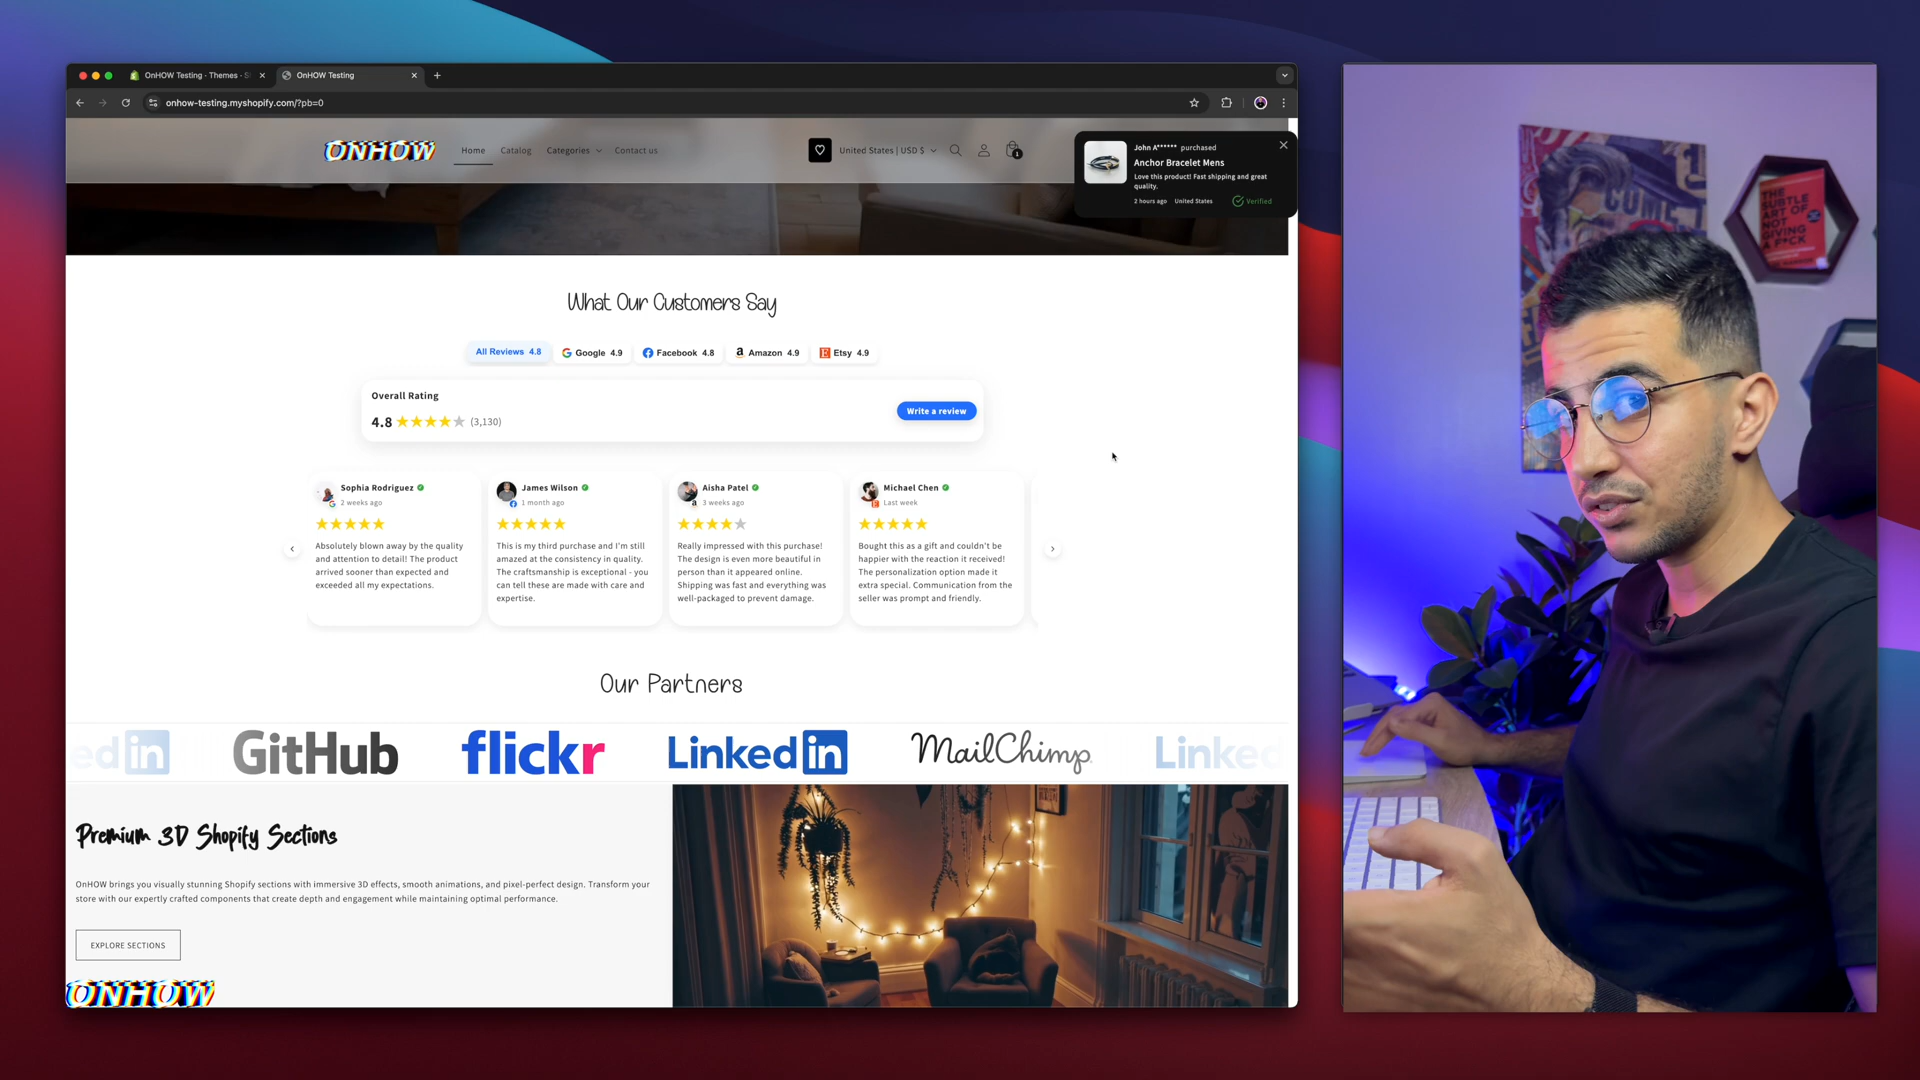 OnHOW Testing · Themes · S
OnHOW Testing
onhow-testing.myshopify.com/?pb=0
ONHOW
Home
Catalog
Categories
Contact us
United States | USD $
1
John A****** purchased
Anchor Bracelet Mens
Love this product! Fast shipping and great
quality.
2 hours ago
United States
Verified
What Our Customers Say
All Reviews 4.8
Google 4.9
Facebook 4.8
Amazon 4.9
Etsy 4.9
Overall Rating
4.8 ★★★★★ (3,130)
Write a review
Sophia Rodriguez
2 weeks ago
Absolutely blown away by the quality
and attention to detail! The product
arrived sooner than expected and
exceeded all my expectations.
James Wilson
1 month ago
This is my third purchase and I'm still
amazed at the consistency in quality.
The craftsmanship is exceptional - you
can tell these are made with care and
expertise.
Aisha Patel
3 weeks ago
Really impressed with this purchase!
The design is even more beautiful in
person than it appeared online.
Shipping was fast and everything was
well-packaged to prevent damage.
Michael Chen
Last week
Bought this as a gift and couldn't be
happier with the reaction it received!
The personalization option made it
extra special. Communication from the
seller was prompt and friendly.
Our Partners
edin
GitHub
flickr
Linkedin
MailChimp
Linked
Premium 3D Shopify Sections
OnHOW brings you visually stunning Shopify sections with immersive 3D effects, smooth animations, and pixel-perfect design. Transform your
store with our expertly crafted components that create depth and engagement while maintaining optimal performance.
EXPLORE SECTIONS
ONHOW
THE
SUBTLE
ART OF
NOT
GIVING
A F*CK